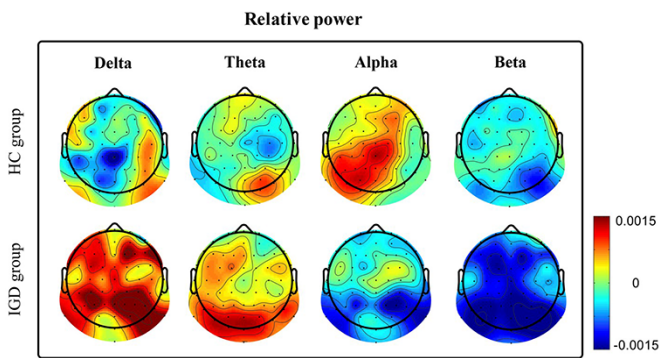 Relative power
Delta Theta Alpha Beta
HC group
IGD group
0.0015
0
-0.0015